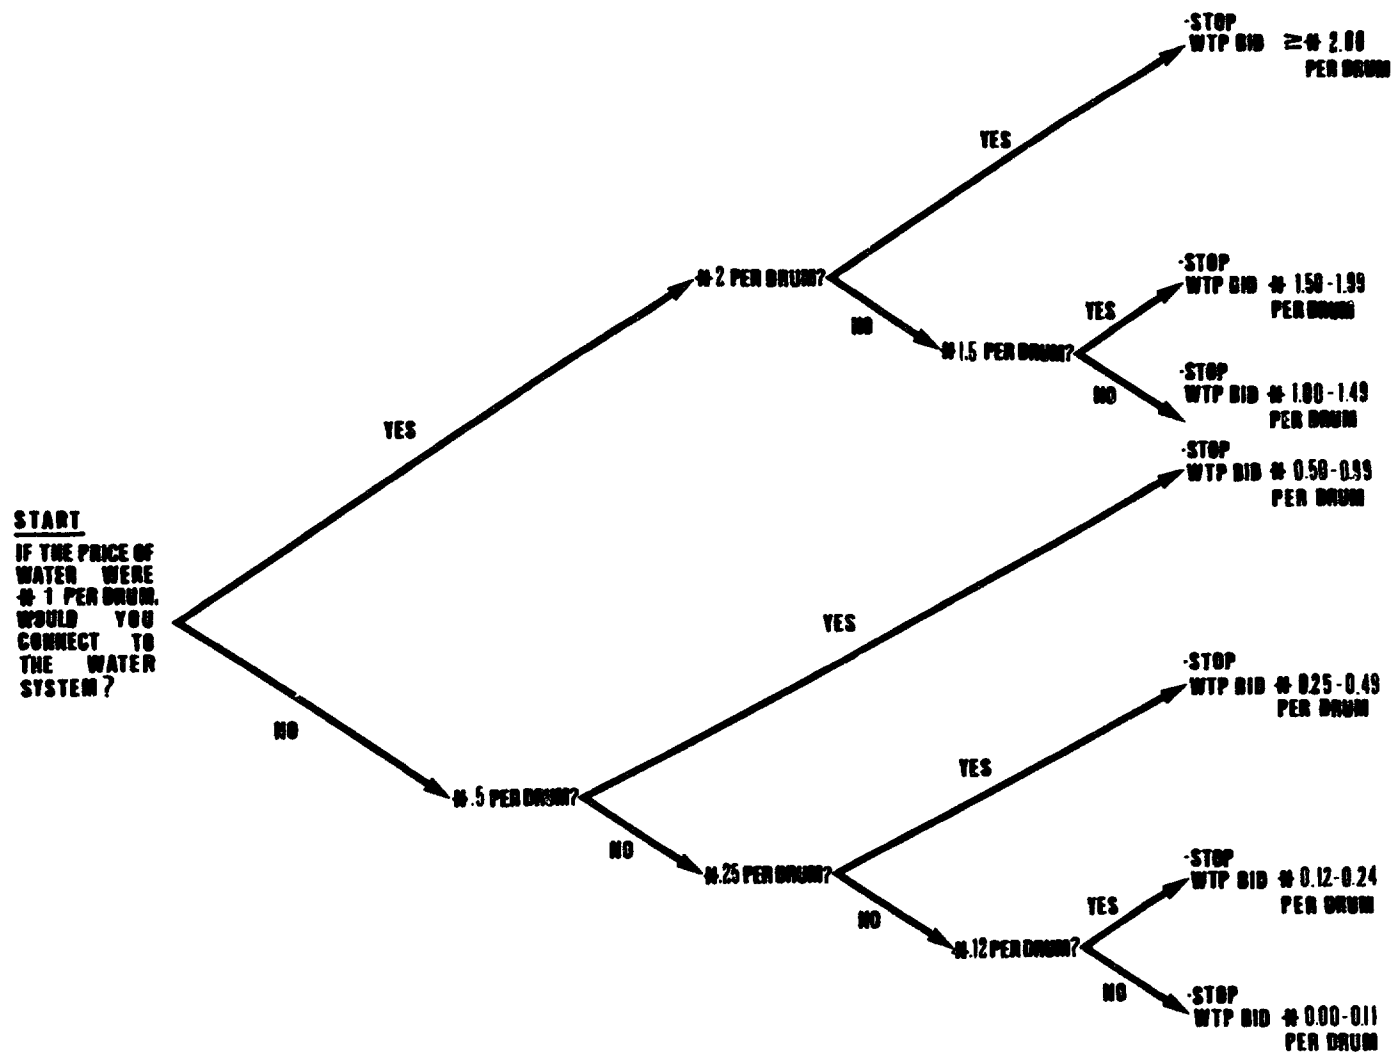 -STOP
WTP BID ≥ ₦ 2.00
PER DRUM
YES
₦ 2 PER DRUM?
NO
-STOP
WTP BID ₦ 1.50-1.99
PER DRUM
YES
₦ 1.5 PER DRUM?
NO
-STOP
WTP BID ₦ 1.00-1.49
PER DRUM
YES
-STOP
WTP BID ₦ 0.50-0.99
PER DRUM
START
IF THE PRICE OF
WATER WERE
₦ 1 PER DRUM,
WOULD YOU
CONNECT TO
THE WATER
SYSTEM?
YES
NO
-STOP
WTP BID ₦ 0.25-0.49
PER DRUM
YES
₦ .5 PER DRUM?
NO
₦ .25 PER DRUM?
NO
-STOP
WTP BID ₦ 0.12-0.24
PER DRUM
YES
₦ .12 PER DRUM?
NO
-STOP
WTP BID ₦ 0.00-0.11
PER DRUM